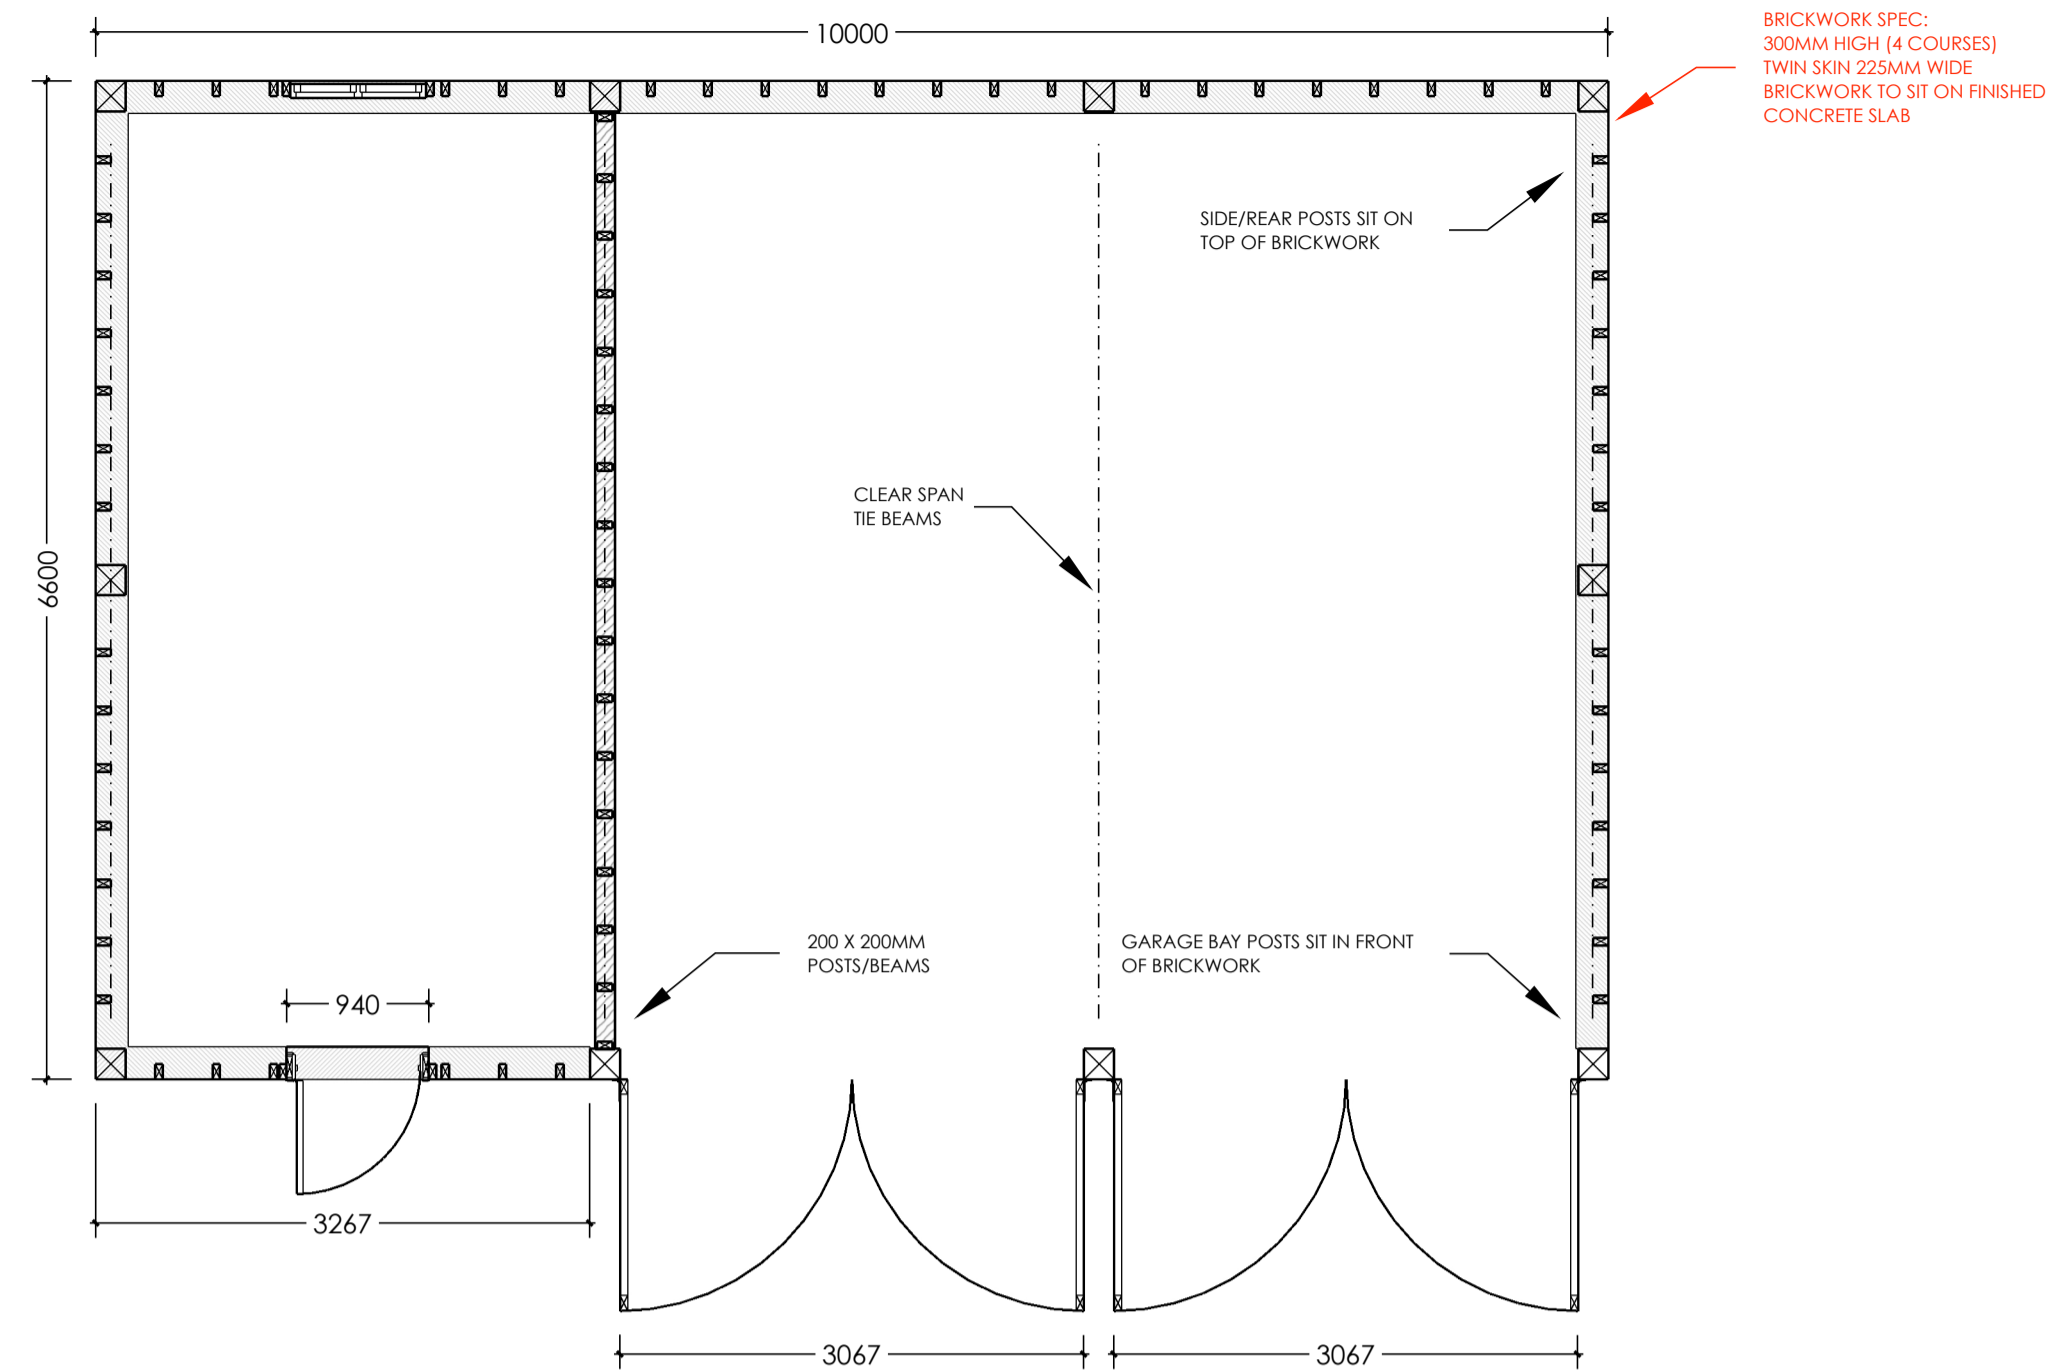 10000
BRICKWORK SPEC:
300MM HIGH (4 COURSES)
TWIN SKIN 225MM WIDE
BRICKWORK TO SIT ON FINISHED
CONCRETE SLAB
SIDE/REAR POSTS SIT ON
TOP OF BRICKWORK
CLEAR SPAN
TIE BEAMS
6600
200 X 200MM
POSTS/BEAMS
GARAGE BAY POSTS SIT IN FRONT
OF BRICKWORK
940
3267
3067
3067